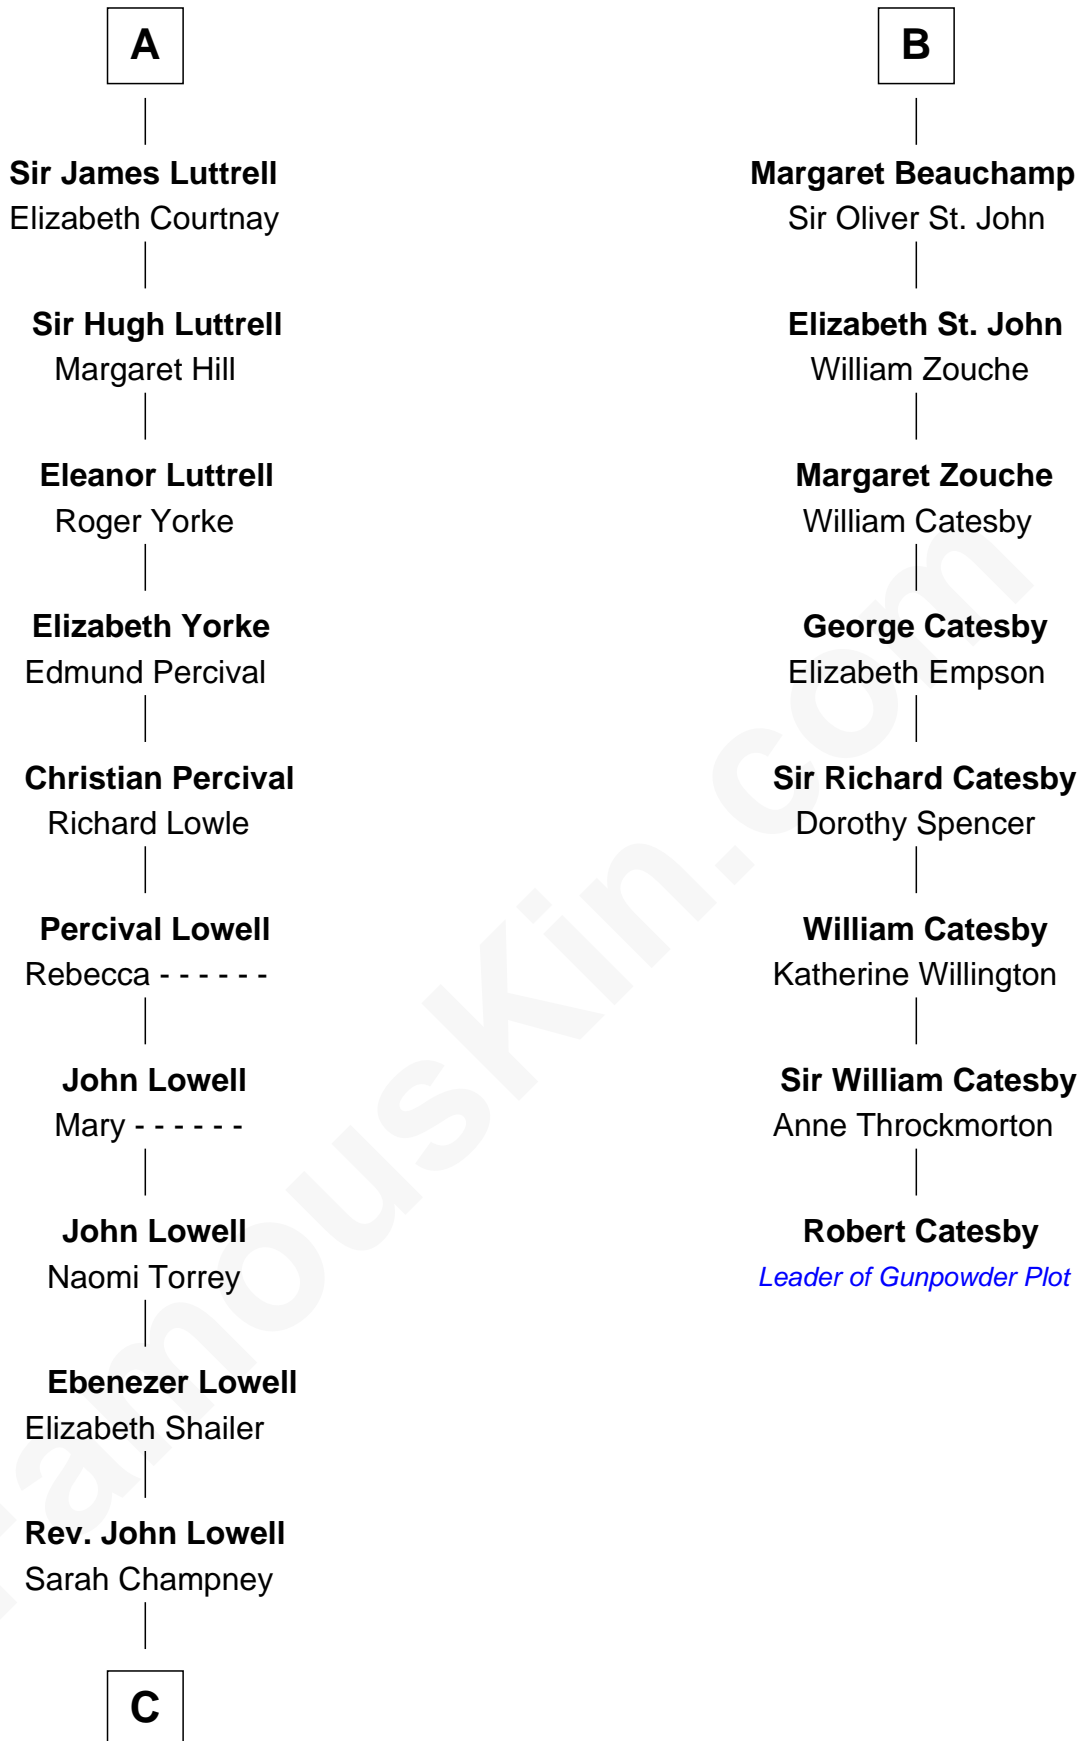 A
Sir James Luttrell
Elizabeth Courtnay
Sir Hugh Luttrell
Margaret Hill
Eleanor Luttrell
Roger Yorke
Elizabeth Yorke
Edmund Percival
Christian Percival
Richard Lowle
Percival Lowell
Rebecca - - - - - -
John Lowell
Mary - - - - - -
John Lowell
Naomi Torrey
Ebenezer Lowell
Elizabeth Shailer
Rev. John Lowell
Sarah Champney
C
B
Margaret Beauchamp
Sir Oliver St. John
Elizabeth St. John
William Zouche
Margaret Zouche
William Catesby
George Catesby
Elizabeth Empson
Sir Richard Catesby
Dorothy Spencer
William Catesby
Katherine Willington
Sir William Catesby
Anne Throckmorton
Robert Catesby
Leader of Gunpowder Plot
FamousKin.com